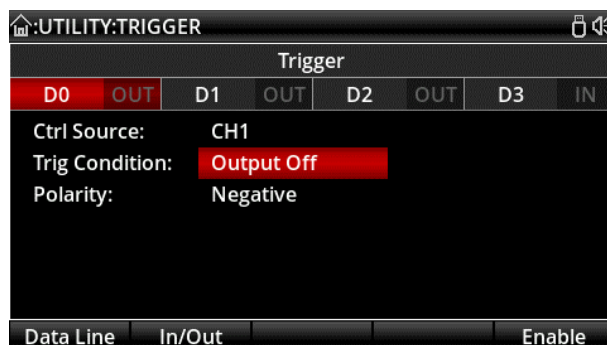 :UTILITY:TRIGGER
Trigger
D0 OUT D1 OUT D2 OUT D3 IN
Ctrl Source: CH1
Trig Condition: Output Off
Polarity: Negative
Data Line In/Out Enable